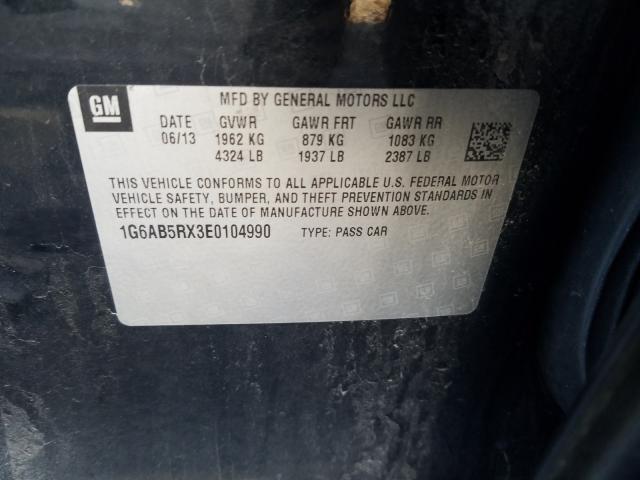 GM
MFD BY GENERAL MOTORS LLC
DATE GVWR GAWR FRT GAWR RR
06/13 1962 KG 879 KG 1083 KG
4324 LB 1937 LB 2387 LB
THIS VEHICLE CONFORMS TO ALL APPLICABLE U.S. FEDERAL MOTOR
VEHICLE SAFETY, BUMPER, AND THEFT PREVENTION STANDARDS IN
EFFECT ON THE DATE OF MANUFACTURE SHOWN ABOVE.
1G6AB5RX3E0104990 TYPE: PASS CAR